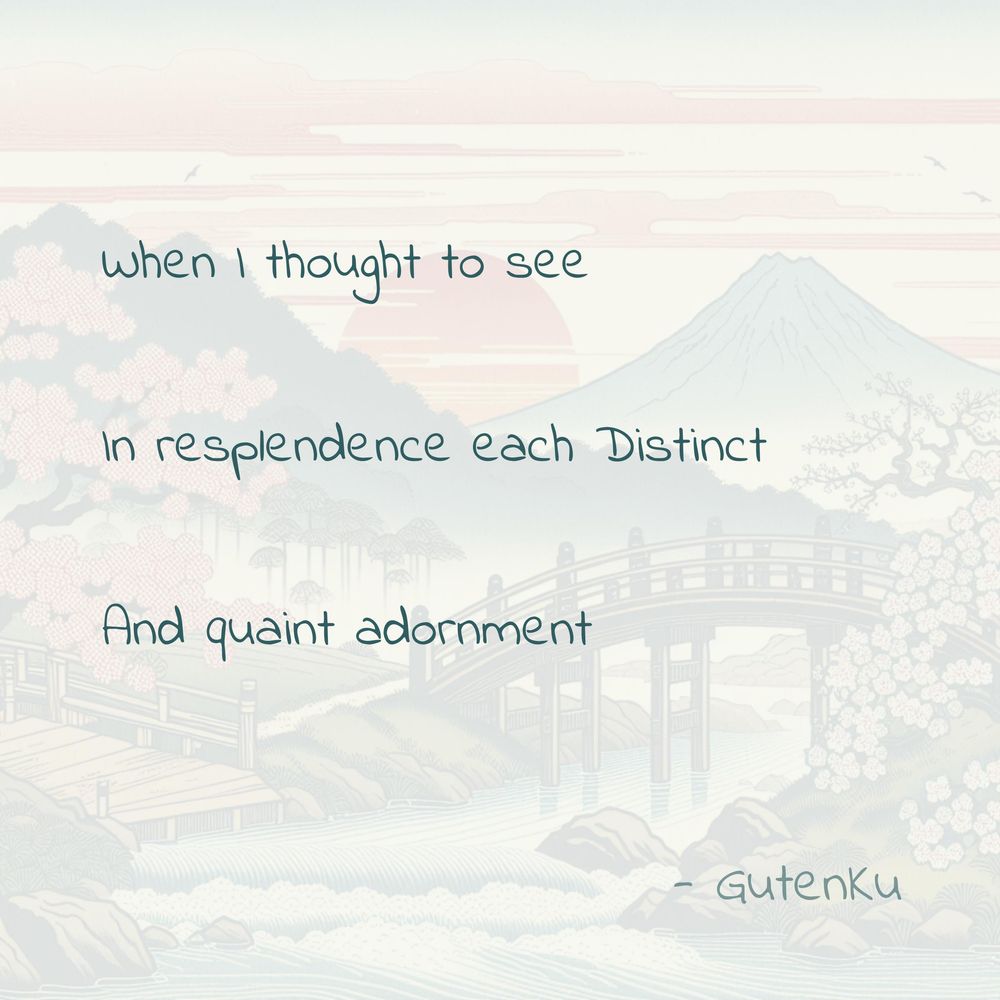 When I thought to see
In resplendence each Distinct
And quaint adornment
- GutenKu